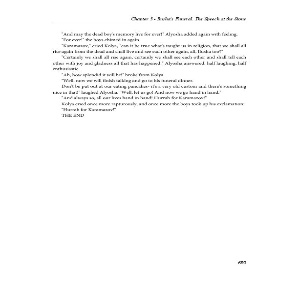 Chapter 3 - Ilusha's Funeral. The Speech at the Stone
"And may the dead boy's memory live for ever!" Alyosha added again with feeling.
"For ever!" the boys chimed in again.
"Karamazov," cried Kolya, "can it be true what's taught us in religion, that we shall all
rise again from the dead and shall live and see each other again, all, Ilusha too?"
"Certainly we shall all rise again, certainly we shall see each other and shall tell each
other with joy and gladness all that has happened!" Alyosha answered, half laughing, half
enthusiastic.
"Ah, how splendid it will be!" broke from Kolya.
"Well, now we will finish talking and go to his funeral dinner.
Don't be put out at our eating pancakes - it's a very old custom and there's something
nice in that!" laughed Alyosha. "Well, let us go! And now we go hand in hand."
"And always so, all our lives hand in hand! Hurrah for Karamazov!"
Kolya cried once more rapturously, and once more the boys took up his exclamation:
"Hurrah for Karamazov!"
THE END